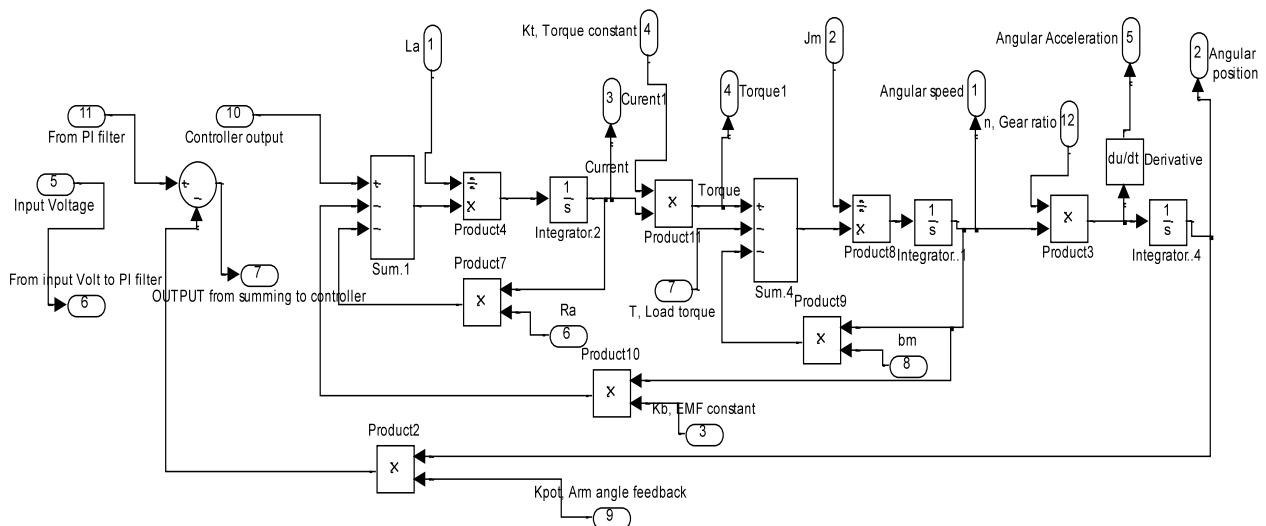 La
1
Kt, Torque constant
4
Jm
2
Angular Acceleration
5
2
Angular
position
11
From PI filter
10
Controller output
3
Curent1
4
Torque1
Angular speed
1
n, Gear ratio
12
5
Input Voltage
+
−
+
−
−
Sum.1
÷
X
Product4
1
s
Integrator.2
Current
X
Product11
Torque
+
−
−
Sum.4
÷
X
Product8
1
s
Integrator..1
X
Product3
du/dt
Derivative
1
s
Integrator..4
From input Volt to PI filter
6
7
OUTPUT from summing to controller
Product7
X
Ra
6
7
T, Load torque
Product9
X
bm
8
Product10
X
Kb, EMF constant
3
Product2
X
Kpot, Arm angle feedback
9